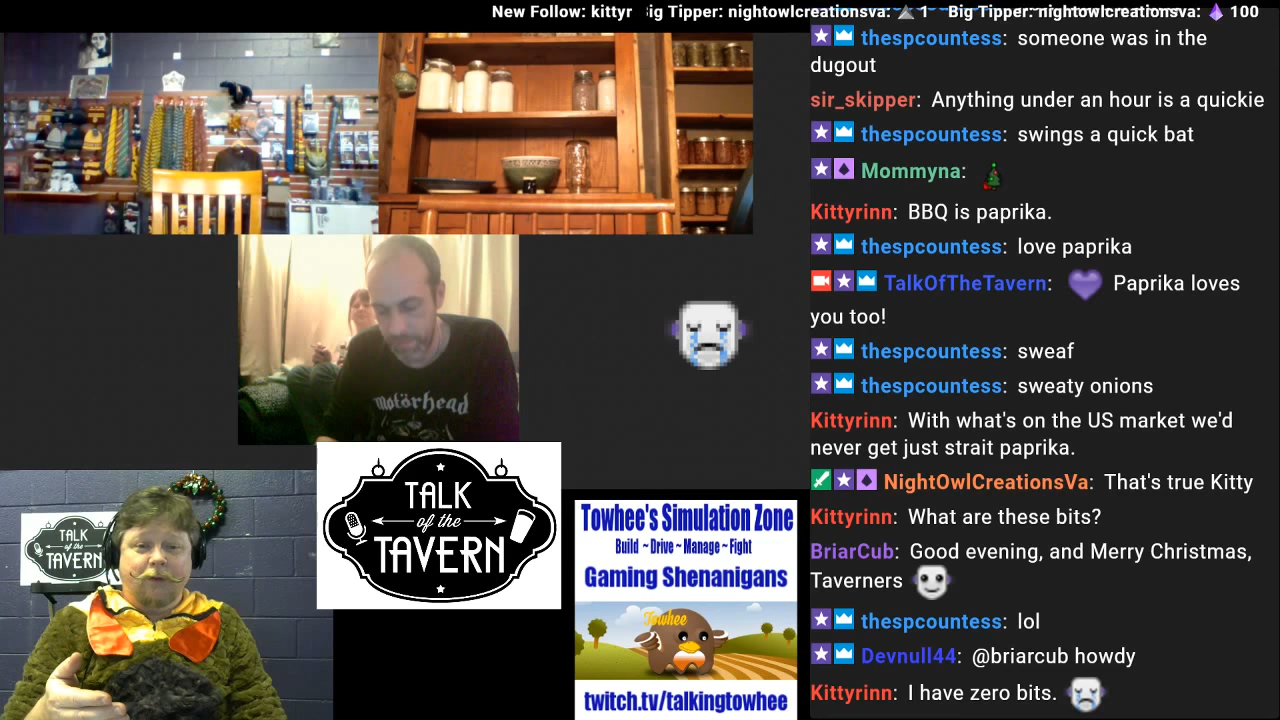 New Follow: kittyr
ig Tipper: nightowlcreationsva: 1
Big Tipper: nightowlcreationsva: 100
thespcountess: someone was in the
dugout
sir_skipper: Anything under an hour is a quickie
thespcountess: swings a quick bat
Mommyna:
Kittyrinn: BBQ is paprika.
thespcountess: love paprika
TalkOfTheTavern: Paprika loves
you too!
thespcountess: sweaf
thespcountess: sweaty onions
Kittyrinn: With what's on the US market we'd
never get just strait paprika.
NightOwlCreationsVa: That's true Kitty
Kittyrinn: What are these bits?
BriarCub: Good evening, and Merry Christmas,
Taverners
thespcountess: lol
Devnull44: @briarcub howdy
Kittyrinn: I have zero bits.
motörhead
TALK
of the
TAVERN
TALK
of the
TAVERN
Towhee's Simulation Zone
Build ~ Drive ~ Manage ~ Fight
Gaming Shenanigans
Towhee
twitch.tv/talkingtowhee